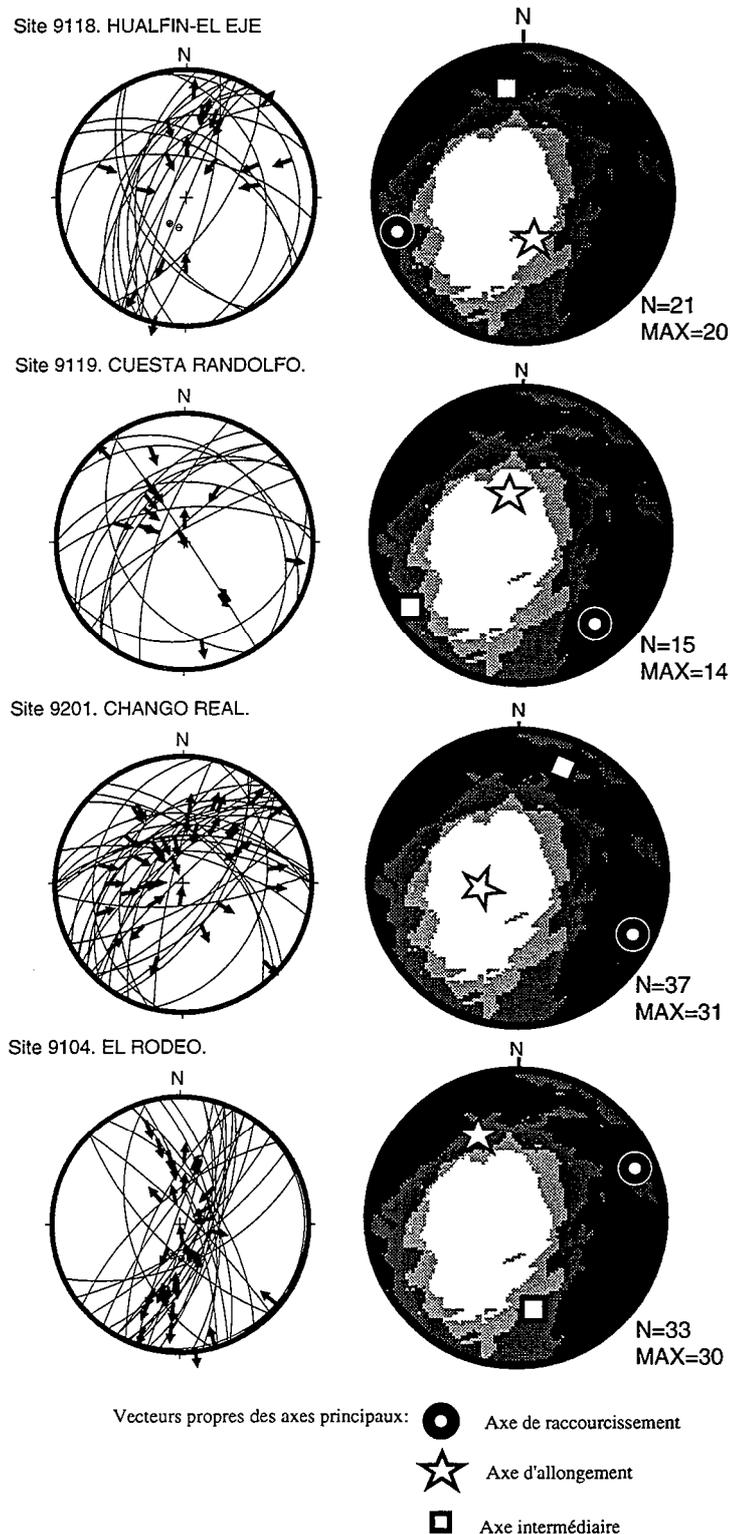 Site 9118. HUALFIN-EL EJE
N
N
N=21
MAX=20
Site 9119. CUESTA RANDOLFO.
N
N
N=15
MAX=14
Site 9201. CHANGO REAL.
N
N
N=37
MAX=31
Site 9104. EL RODEO.
N
N
N=33
MAX=30
Vecteurs propres des axes principaux:
Axe de raccourcissement
Axe d'allongement
Axe intermédiaire